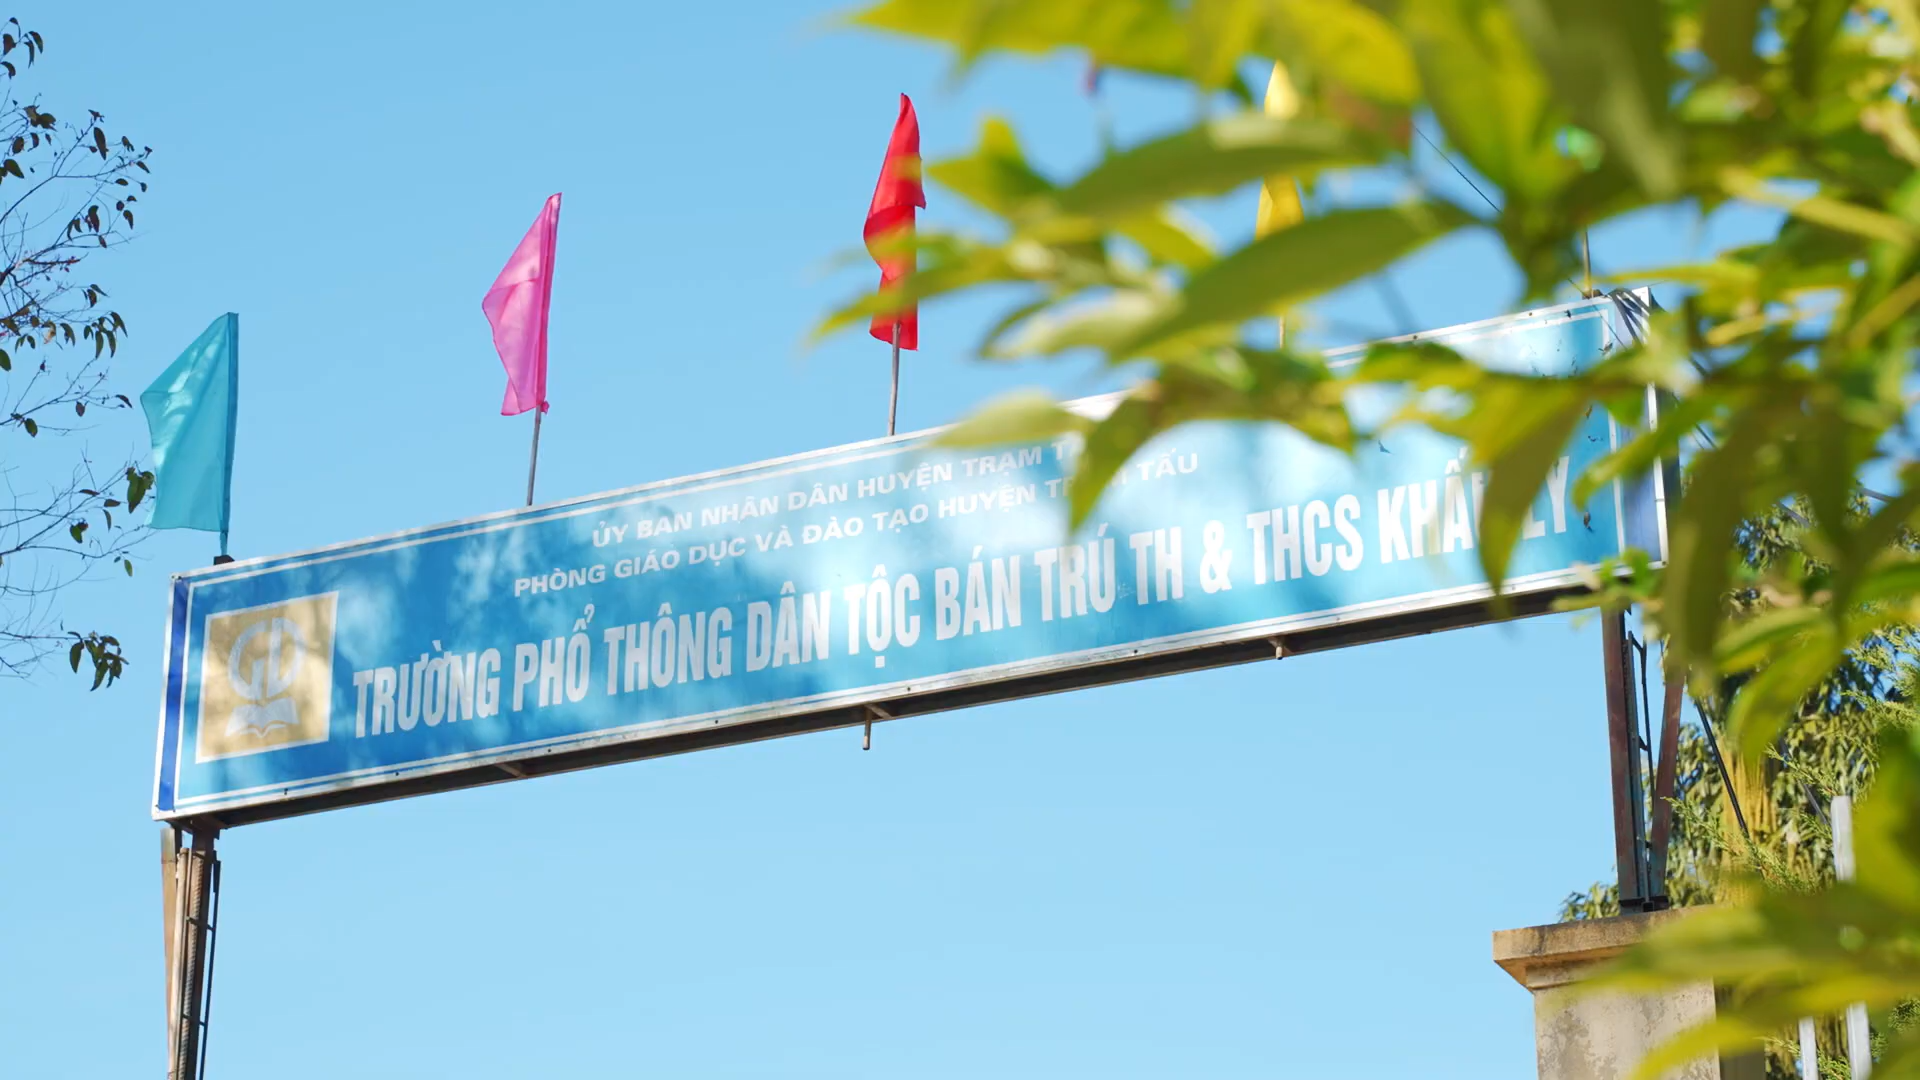 ỦY BAN NHÂN DÂN HUYỆN TRẠM
PHÒNG GIÁO DỤC VÀ ĐÀO TẠO HUYỆN TẤU
TRƯỜNG PHỔ THÔNG DÂN TỘC BÁN TRÚ TH & THCS